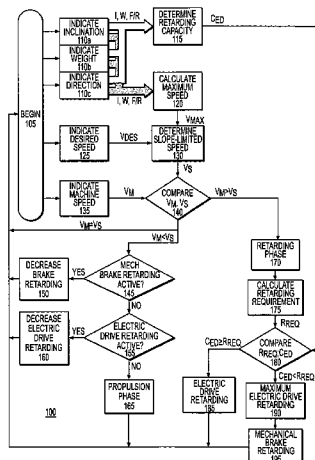 INDICATE
INCLINATION
110a
I, W, F/R
DETERMINE
RETARDING
CAPACITY
115
CED
INDICATE
WEIGHT
110b
INDICATE
DIRECTION
110c
I, W, F/R
CALCULATE
MAXIMUM
SPEED
120
VMAX
BEGIN
105
INDICATE
DESIRED
SPEED
125
VDES
DETERMINE
SLOPE-LIMITED
SPEED
130
VS
INDICATE
MACHINE
SPEED
135
VM
COMPARE
VM, VS
140
VM>VS
VM=VS
VM<VS
RETARDING
PHASE
170
DECREASE
BRAKE
RETARDING
150
YES
MECH
BRAKE RETARDING
ACTIVE?
145
NO
CALCULATE
RETARDING
REQUIREMENT
175
RREQ
DECREASE
ELECTRIC
DRIVE
RETARDING
160
YES
ELECTRIC
DRIVE RETARDING
ACTIVE?
155
NO
CED≥RREQ
COMPARE
RREQ, CED
180
CED<RREQ
100
PROPULSION
PHASE
165
ELECTRIC
DRIVE
RETARDING
185
MAXIMUM
ELECTRIC DRIVE
RETARDING
190
MECHANICAL
BRAKE
RETARDING
195